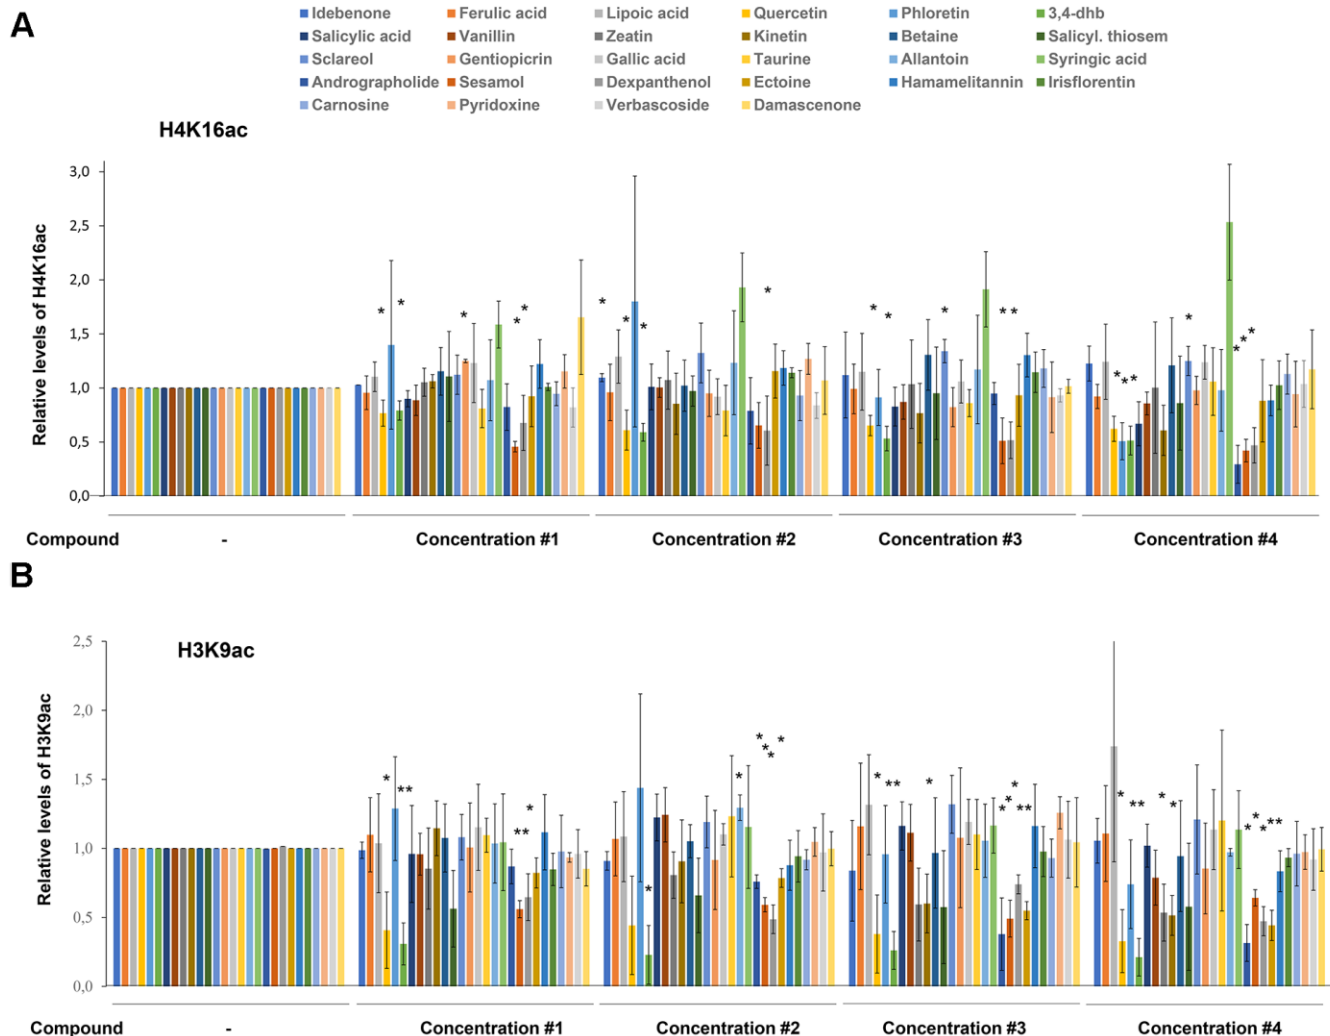 A
Idebenone Ferulic acid Lipoic acid Quercetin Phloretin 3,4-dhb
Salicylic acid Vanillin Zeatin Kinetin Betaine Salicyl. thiosem
Sclareol Gentiopicrin Gallic acid Taurine Allantoin Syringic acid
Andrographolide Sesamol Dexpanthenol Ectoine Hamamelitannin Irisflorentin
Carnosine Pyridoxine Verbascoside Damascenone
H4K16ac
Relative levels of H4K16ac
3,0
2,5
2,0
1,5
1,0
0,5
0,0
Compound - Concentration #1 Concentration #2 Concentration #3 Concentration #4
B
H3K9ac
Relative levels of H3K9ac
2,5
2,0
1,5
1,0
0,5
0,0
Compound - Concentration #1 Concentration #2 Concentration #3 Concentration #4